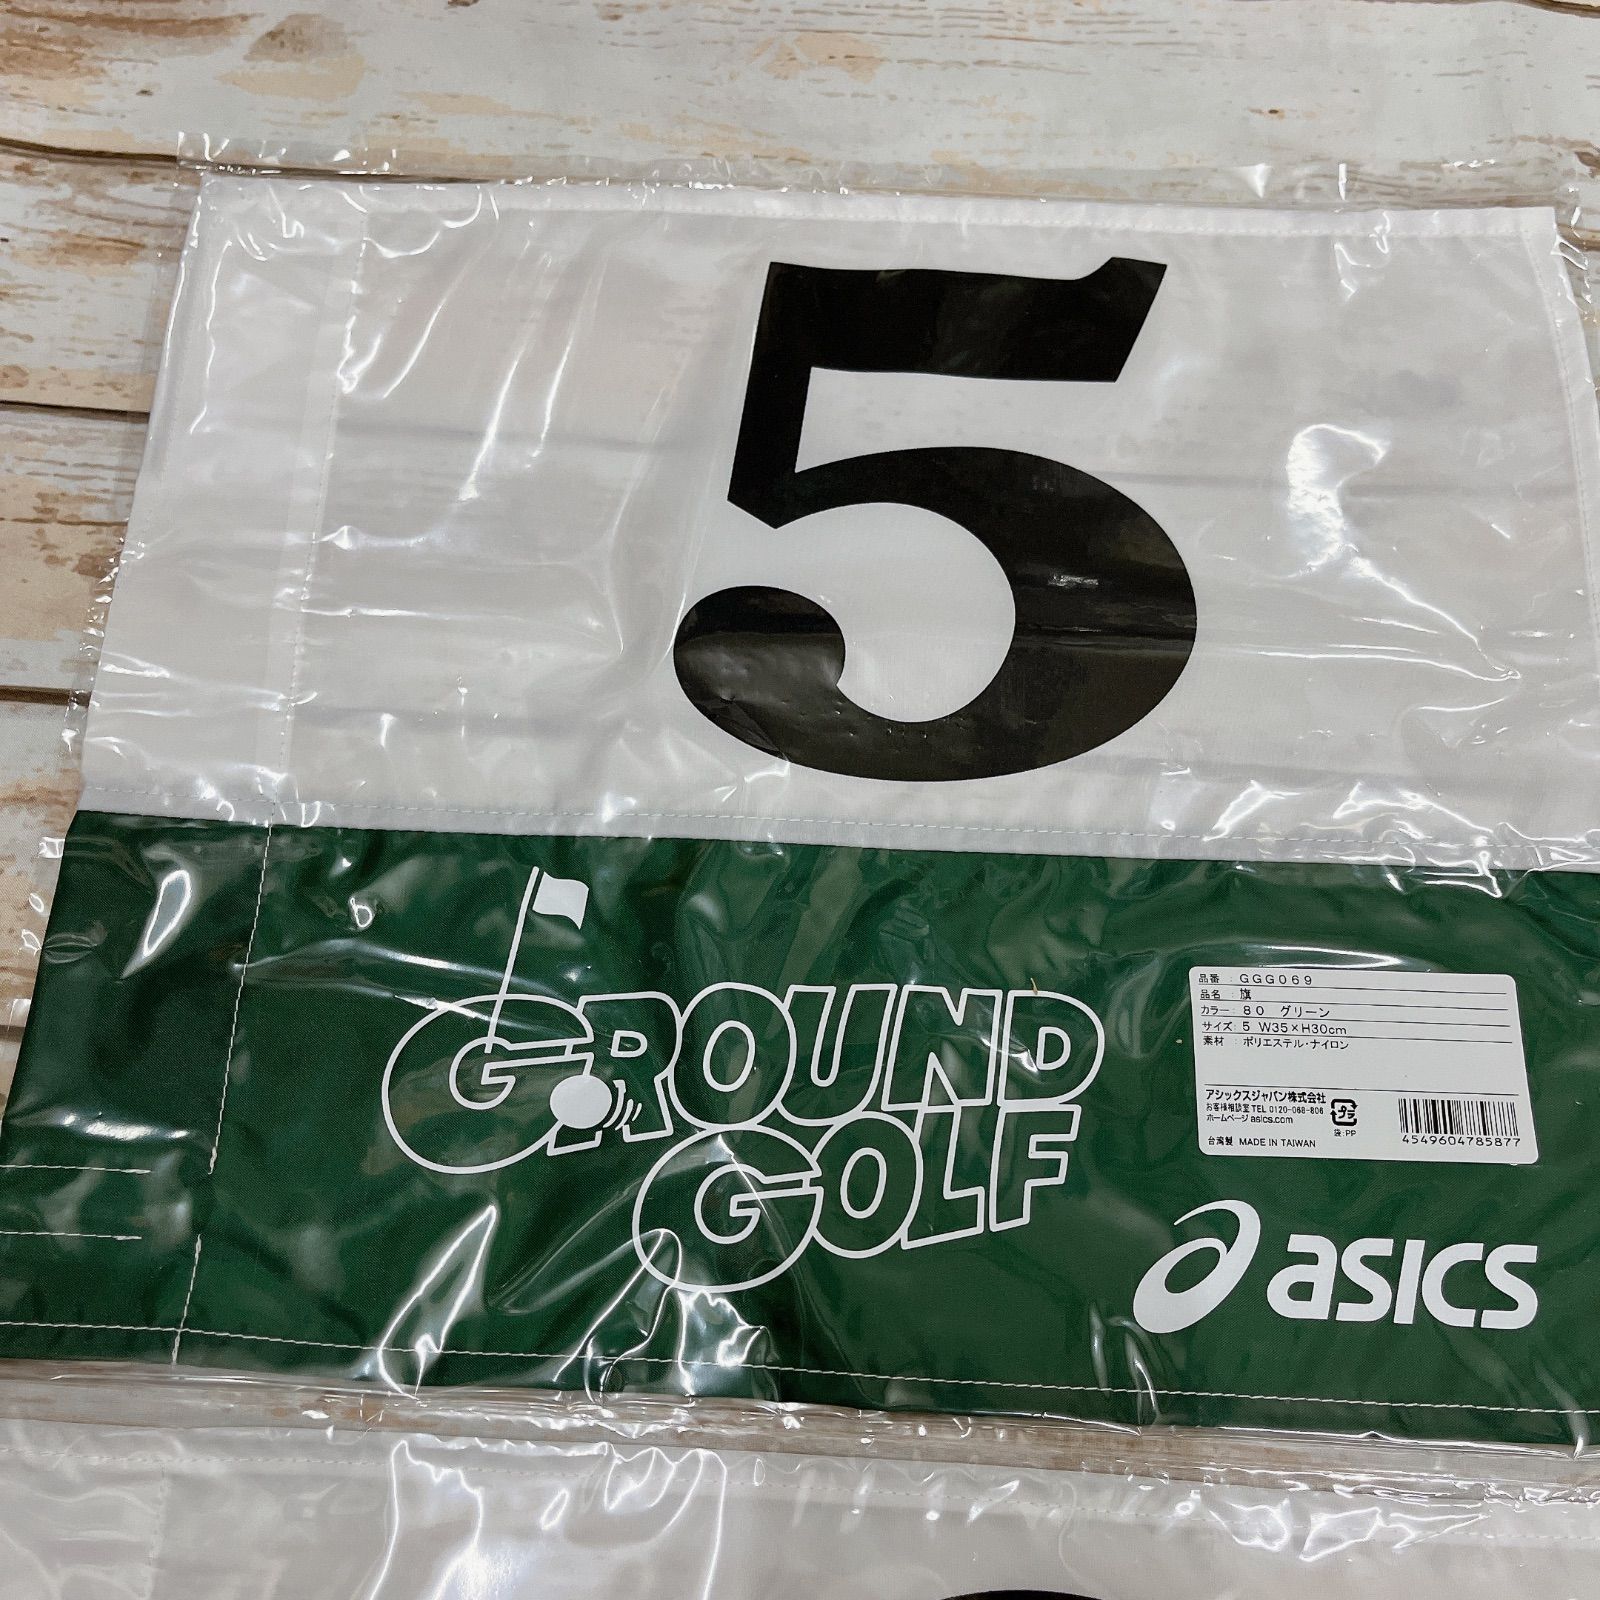 5
GROUND
GOLF
品番 : GGG069
品名 : 旗
カラー : 80 グリーン
サイズ : 5 W35×H30cm
素材 : ポリエステル・ナイロン
アシックスジャパン株式会社
お客様相談室 TEL 0120-068-806
ホームページ asics.com
プラ
袋:PP
台湾製 MADE IN TAIWAN
4549604785877
asics